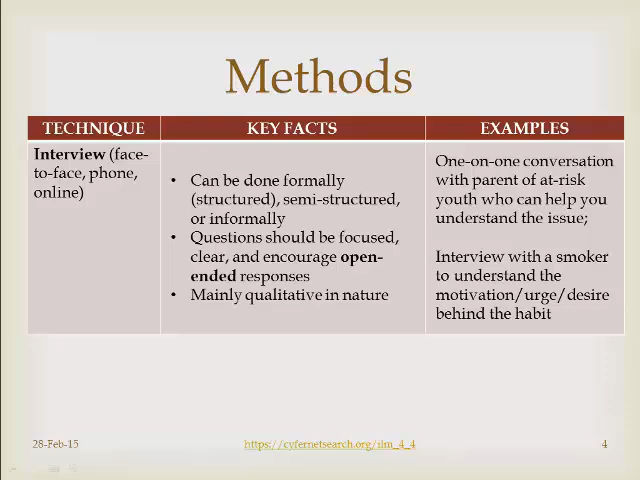 Methods
TECHNIQUE KEY FACTS EXAMPLES
Interview (face-
to-face, phone,
online)
• Can be done formally
(structured), semi-structured,
or informally
• Questions should be focused,
clear, and encourage open-
ended responses
• Mainly qualitative in nature
One-on-one conversation
with parent of at-risk
youth who can help you
understand the issue;
Interview with a smoker
to understand the
motivation/urge/desire
behind the habit
28-Feb-15 https://cyfernetsearch.org/ilm_4_4 4